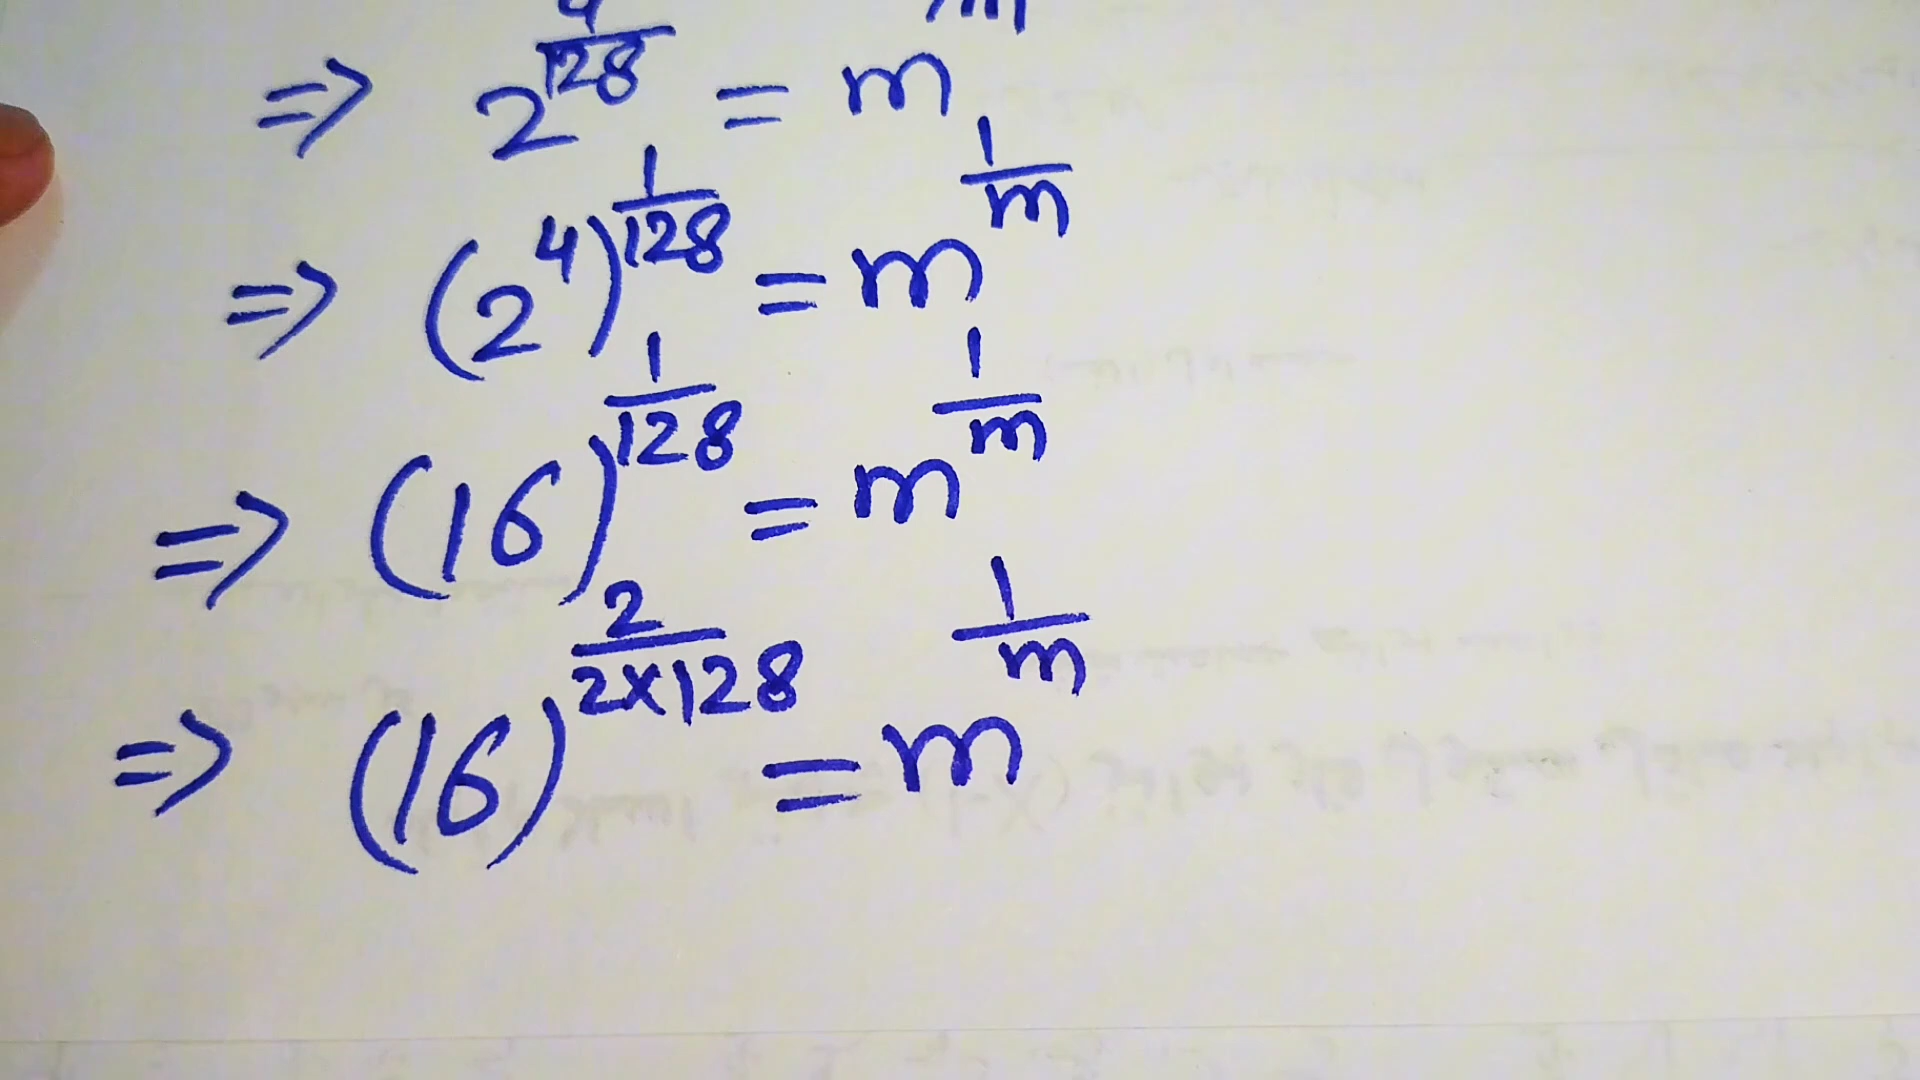 => 2^(4/128) = m^(1/m)
=> (2^4)^(1/128) = m^(1/m)
=> (16)^(1/128) = m^(1/m)
=> (16)^(2/(2×128)) = m^(1/m)